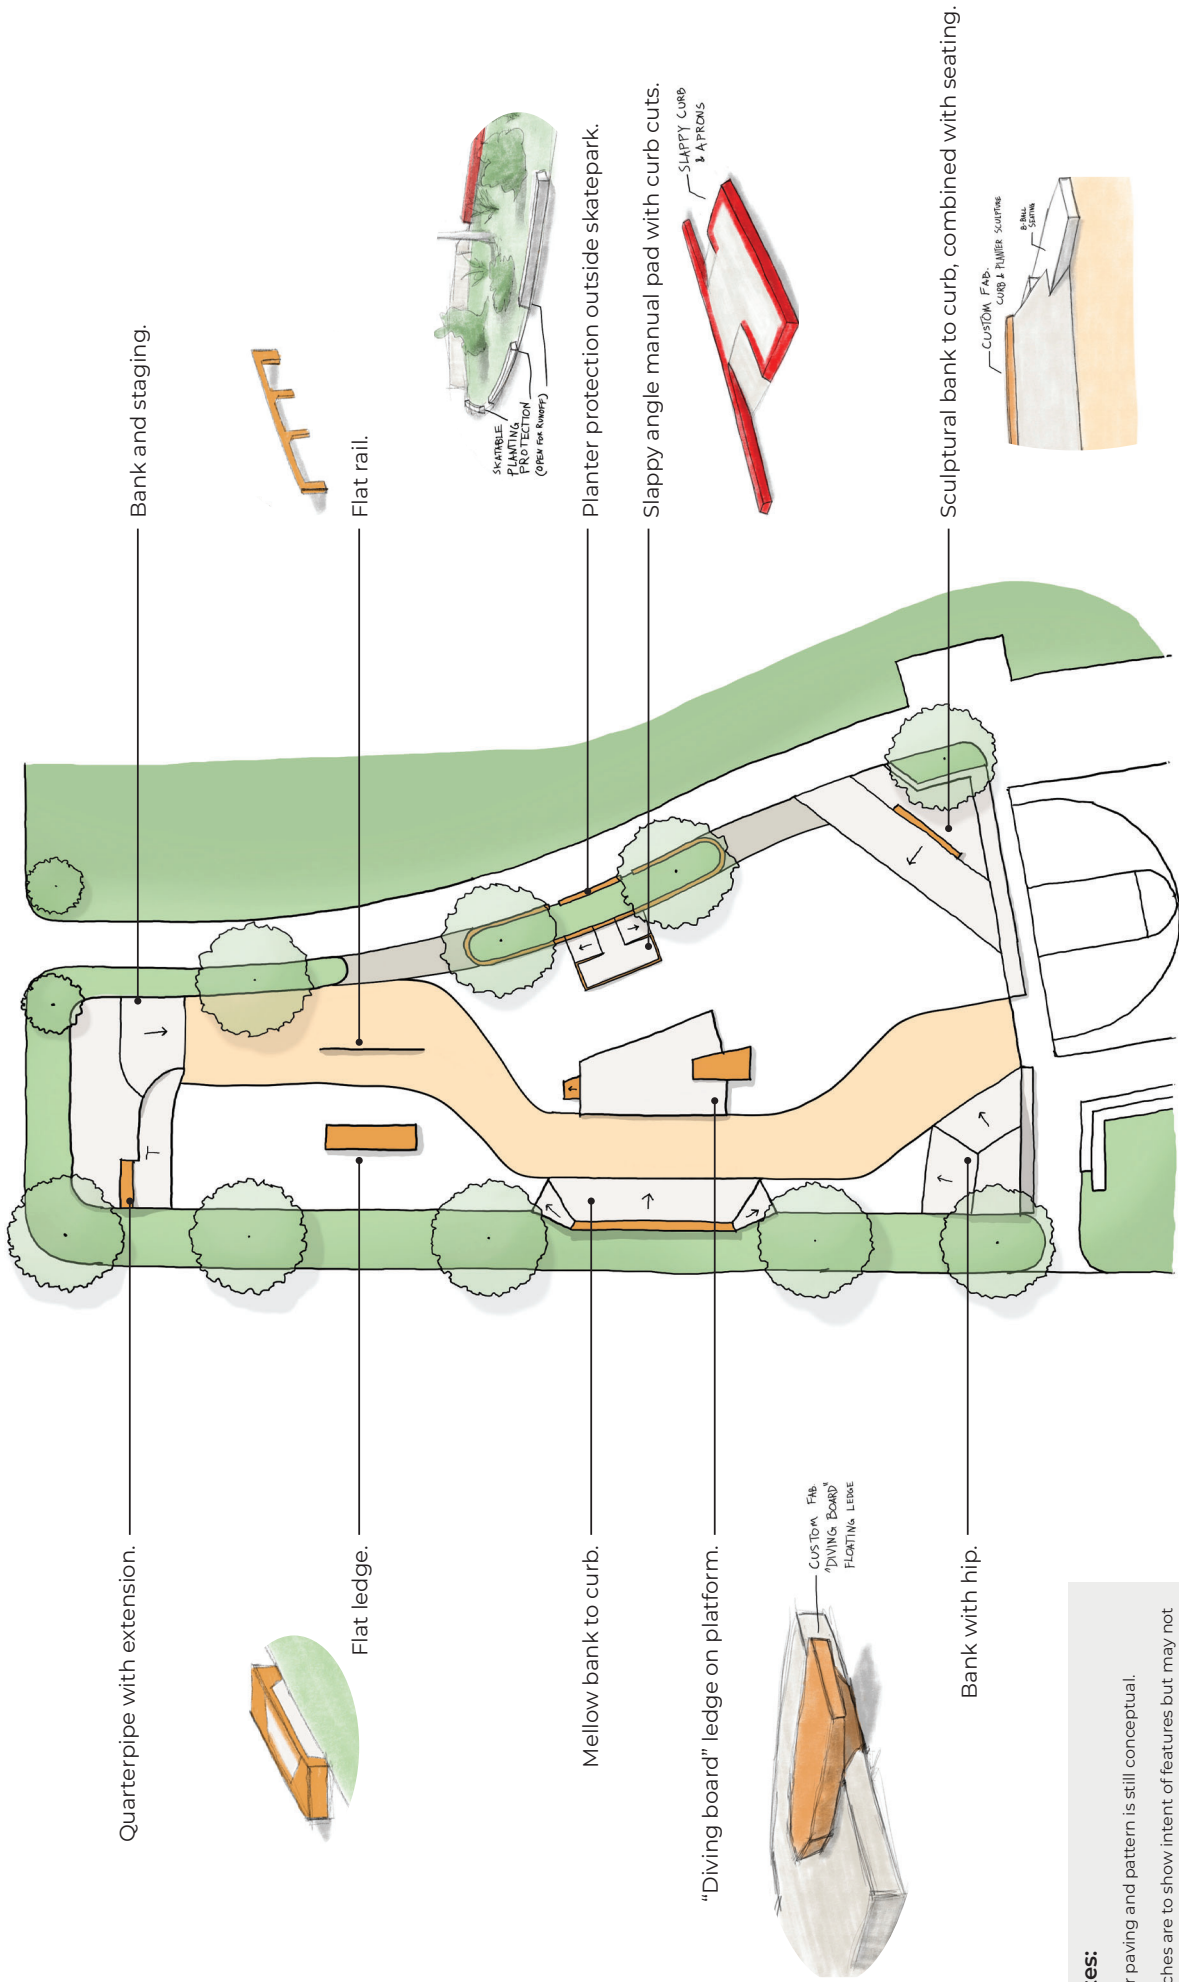 Bank and staging.
Flat rail.
SKATABLE
PLANTING
PROTECTION
(OPEN FOR RUNOFF)
Planter protection outside skatepark.
Slappy angle manual pad with curb cuts.
SLAPPY CURB
& APRONS
Sculptural bank to curb, combined with seating.
CUSTOM FAB.
CURB & PLANTER SCULPTURE
B-BALL
SEATING
Quarterpipe with extension.
Flat ledge.
Mellow bank to curb.
"Diving board” ledge on platform.
CUSTOM FAB.
"DIVING BOARD"
FLOATING LEDGE
Bank with hip.
paving and pattern is still conceptual.
are to show intent of features but may not